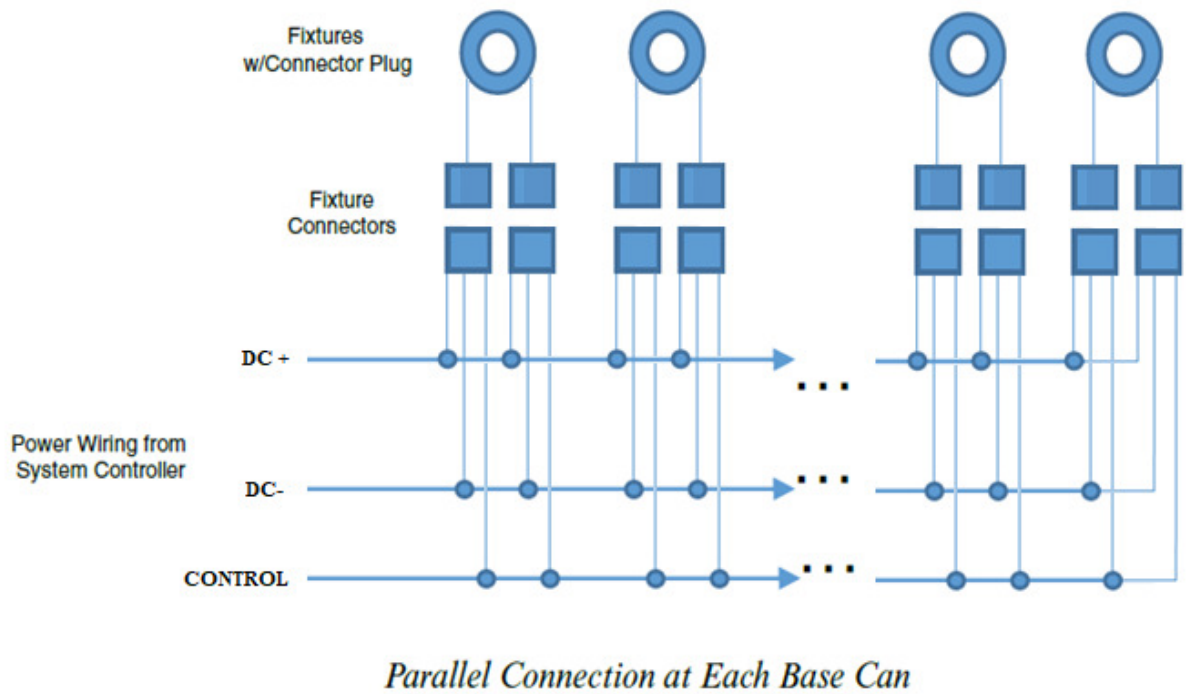 Fixtures
w/Connector Plug
Fixture
Connectors
DC +
. . .
Power Wiring from
System Controller
DC-
. . .
CONTROL
. . .
Parallel Connection at Each Base Can